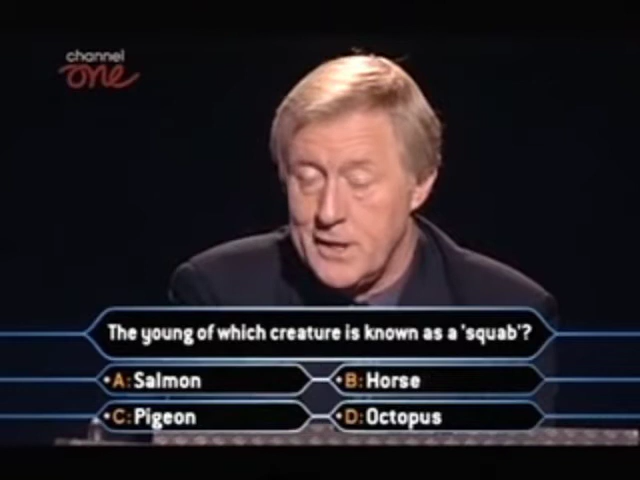 channel
one
The young of which creature is known as a 'squab'?
A: Salmon
B: Horse
C: Pigeon
D: Octopus